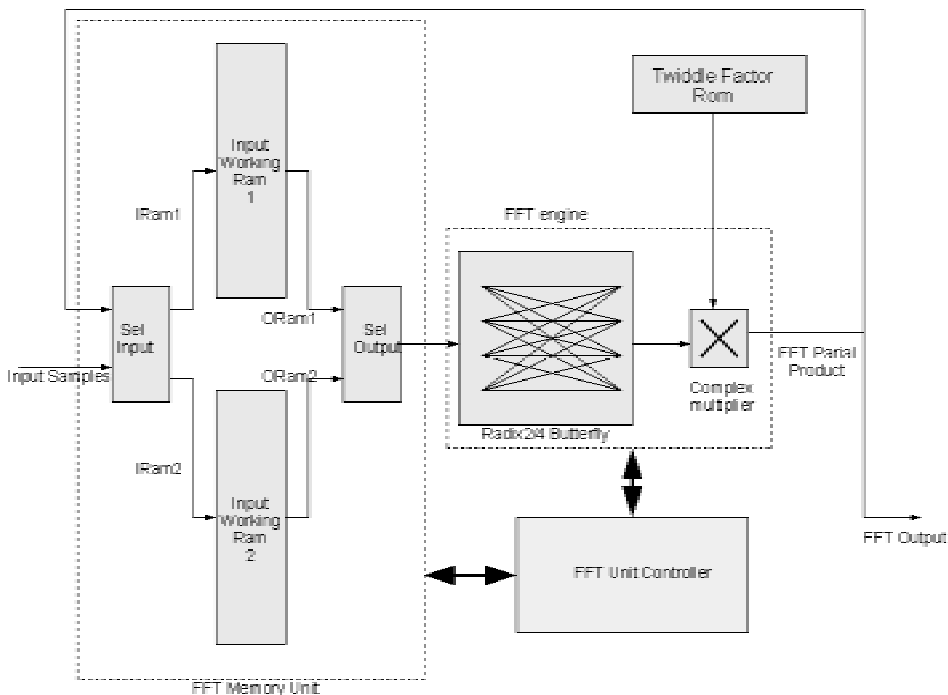 Twiddle Factor
Rom
Input
Working
Ram
1
IRam1
FFT engine
Sel
Input
ORam1
Sel
Output
Input Samples
ORam2
FFT Parial
Product
Complex
multiplier
Radix2/4 Butterfly
IRam2
Input
Working
Ram
2
FFT Output
FFT Unit Controller
FFT Memory Unit